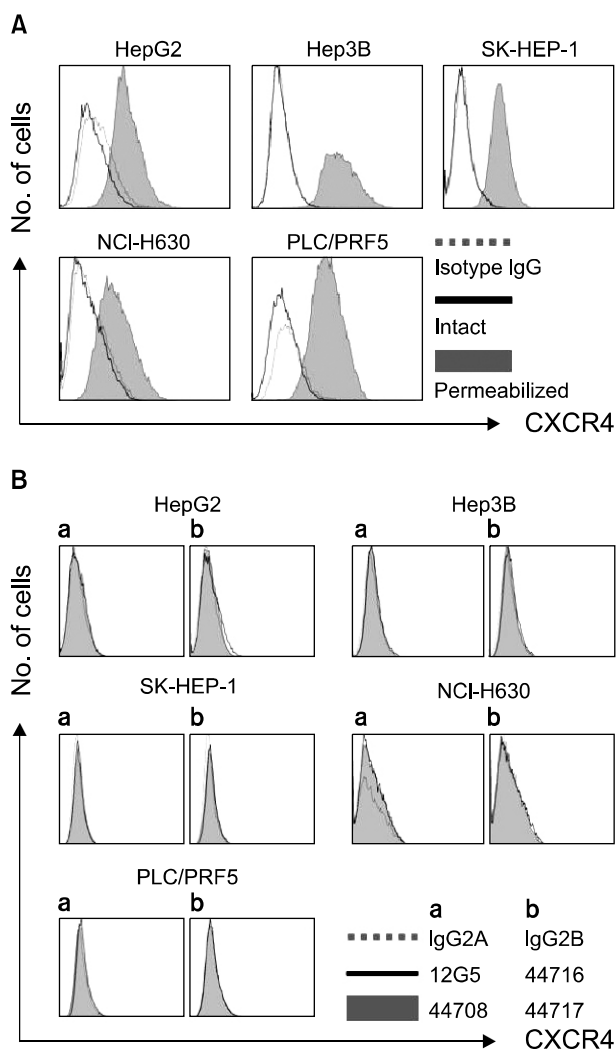 A
HepG2
Hep3B
SK-HEP-1
No. of cells
NCI-H630
PLC/PRF5
Isotype IgG
Intact
Permeabilized
CXCR4
B
HepG2
Hep3B
a
b
a
b
No. of cells
SK-HEP-1
NCI-H630
a
b
a
b
PLC/PRF5
a
b
a
b
IgG2A
IgG2B
12G5
44716
44708
44717
CXCR4